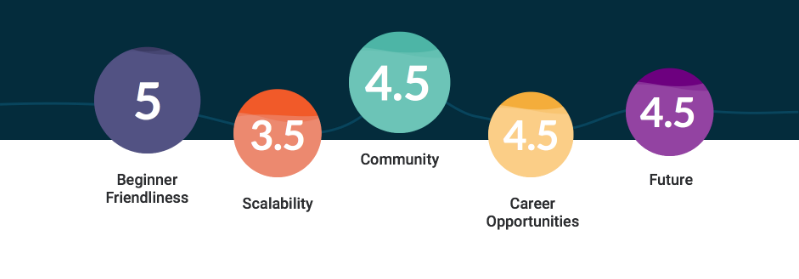 5
Beginner
Friendliness
3.5
Scalability
4.5
Community
4.5
Career
Opportunities
4.5
Future